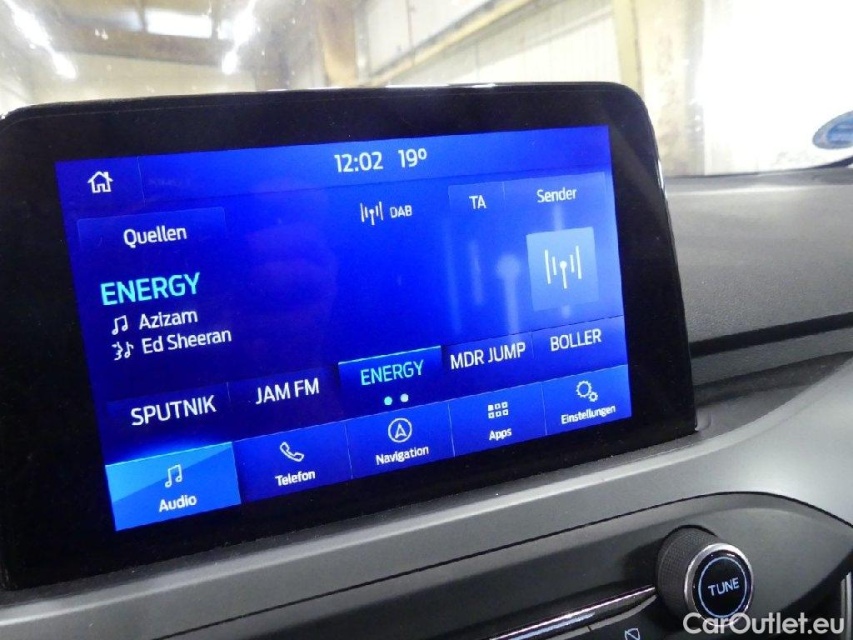 12:02 19°
DAB TA Sender
Quellen
ENERGY
Azizam
Ed Sheeran
SPUTNIK JAM FM ENERGY MDR JUMP BOLLER
Audio Telefon Navigation Apps Einstellungen
TUNE
CarOutlet.eu